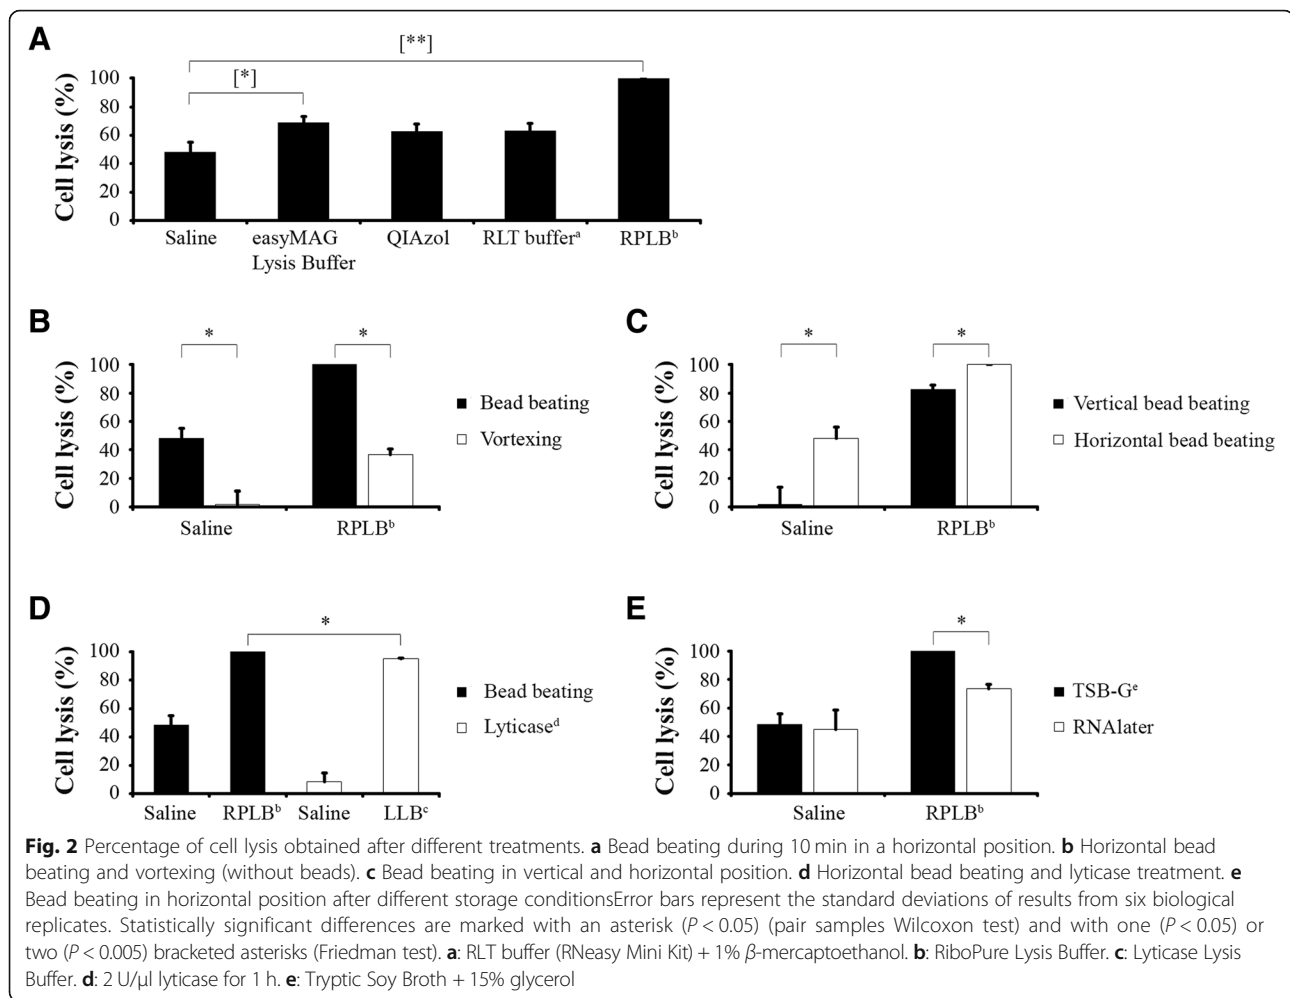 A
[**]
[*]
Cell lysis (%)
100
80
60
40
20
0
Saline easyMAG Lysis Buffer QIAzol RLT bufferᵃ RPLBᵇ
B
* *
Cell lysis (%)
100
80
60
40
20
0
Saline RPLBᵇ
Bead beating
Vortexing
C
* *
Cell lysis (%)
100
80
60
40
20
0
Saline RPLBᵇ
Vertical bead beating
Horizontal bead beating
D
*
Cell lysis (%)
100
80
60
40
20
0
Saline RPLBᵇ Saline LLBᶜ
Bead beating
Lyticaseᵈ
E
*
Cell lysis (%)
100
80
60
40
20
0
Saline RPLBᵇ
TSB-Gᵉ
RNAlater
Fig. 2 Percentage of cell lysis obtained after different treatments. a Bead beating during 10 min in a horizontal position. b Horizontal bead
beating and vortexing (without beads). c Bead beating in vertical and horizontal position. d Horizontal bead beating and lyticase treatment. e
Bead beating in horizontal position after different storage conditionsError bars represent the standard deviations of results from six biological
replicates. Statistically significant differences are marked with an asterisk (P < 0.05) (pair samples Wilcoxon test) and with one (P < 0.05) or
two (P < 0.005) bracketed asterisks (Friedman test). a: RLT buffer (RNeasy Mini Kit) + 1% β-mercaptoethanol. b: RiboPure Lysis Buffer. c: Lyticase Lysis
Buffer. d: 2 U/μl lyticase for 1 h. e: Tryptic Soy Broth + 15% glycerol